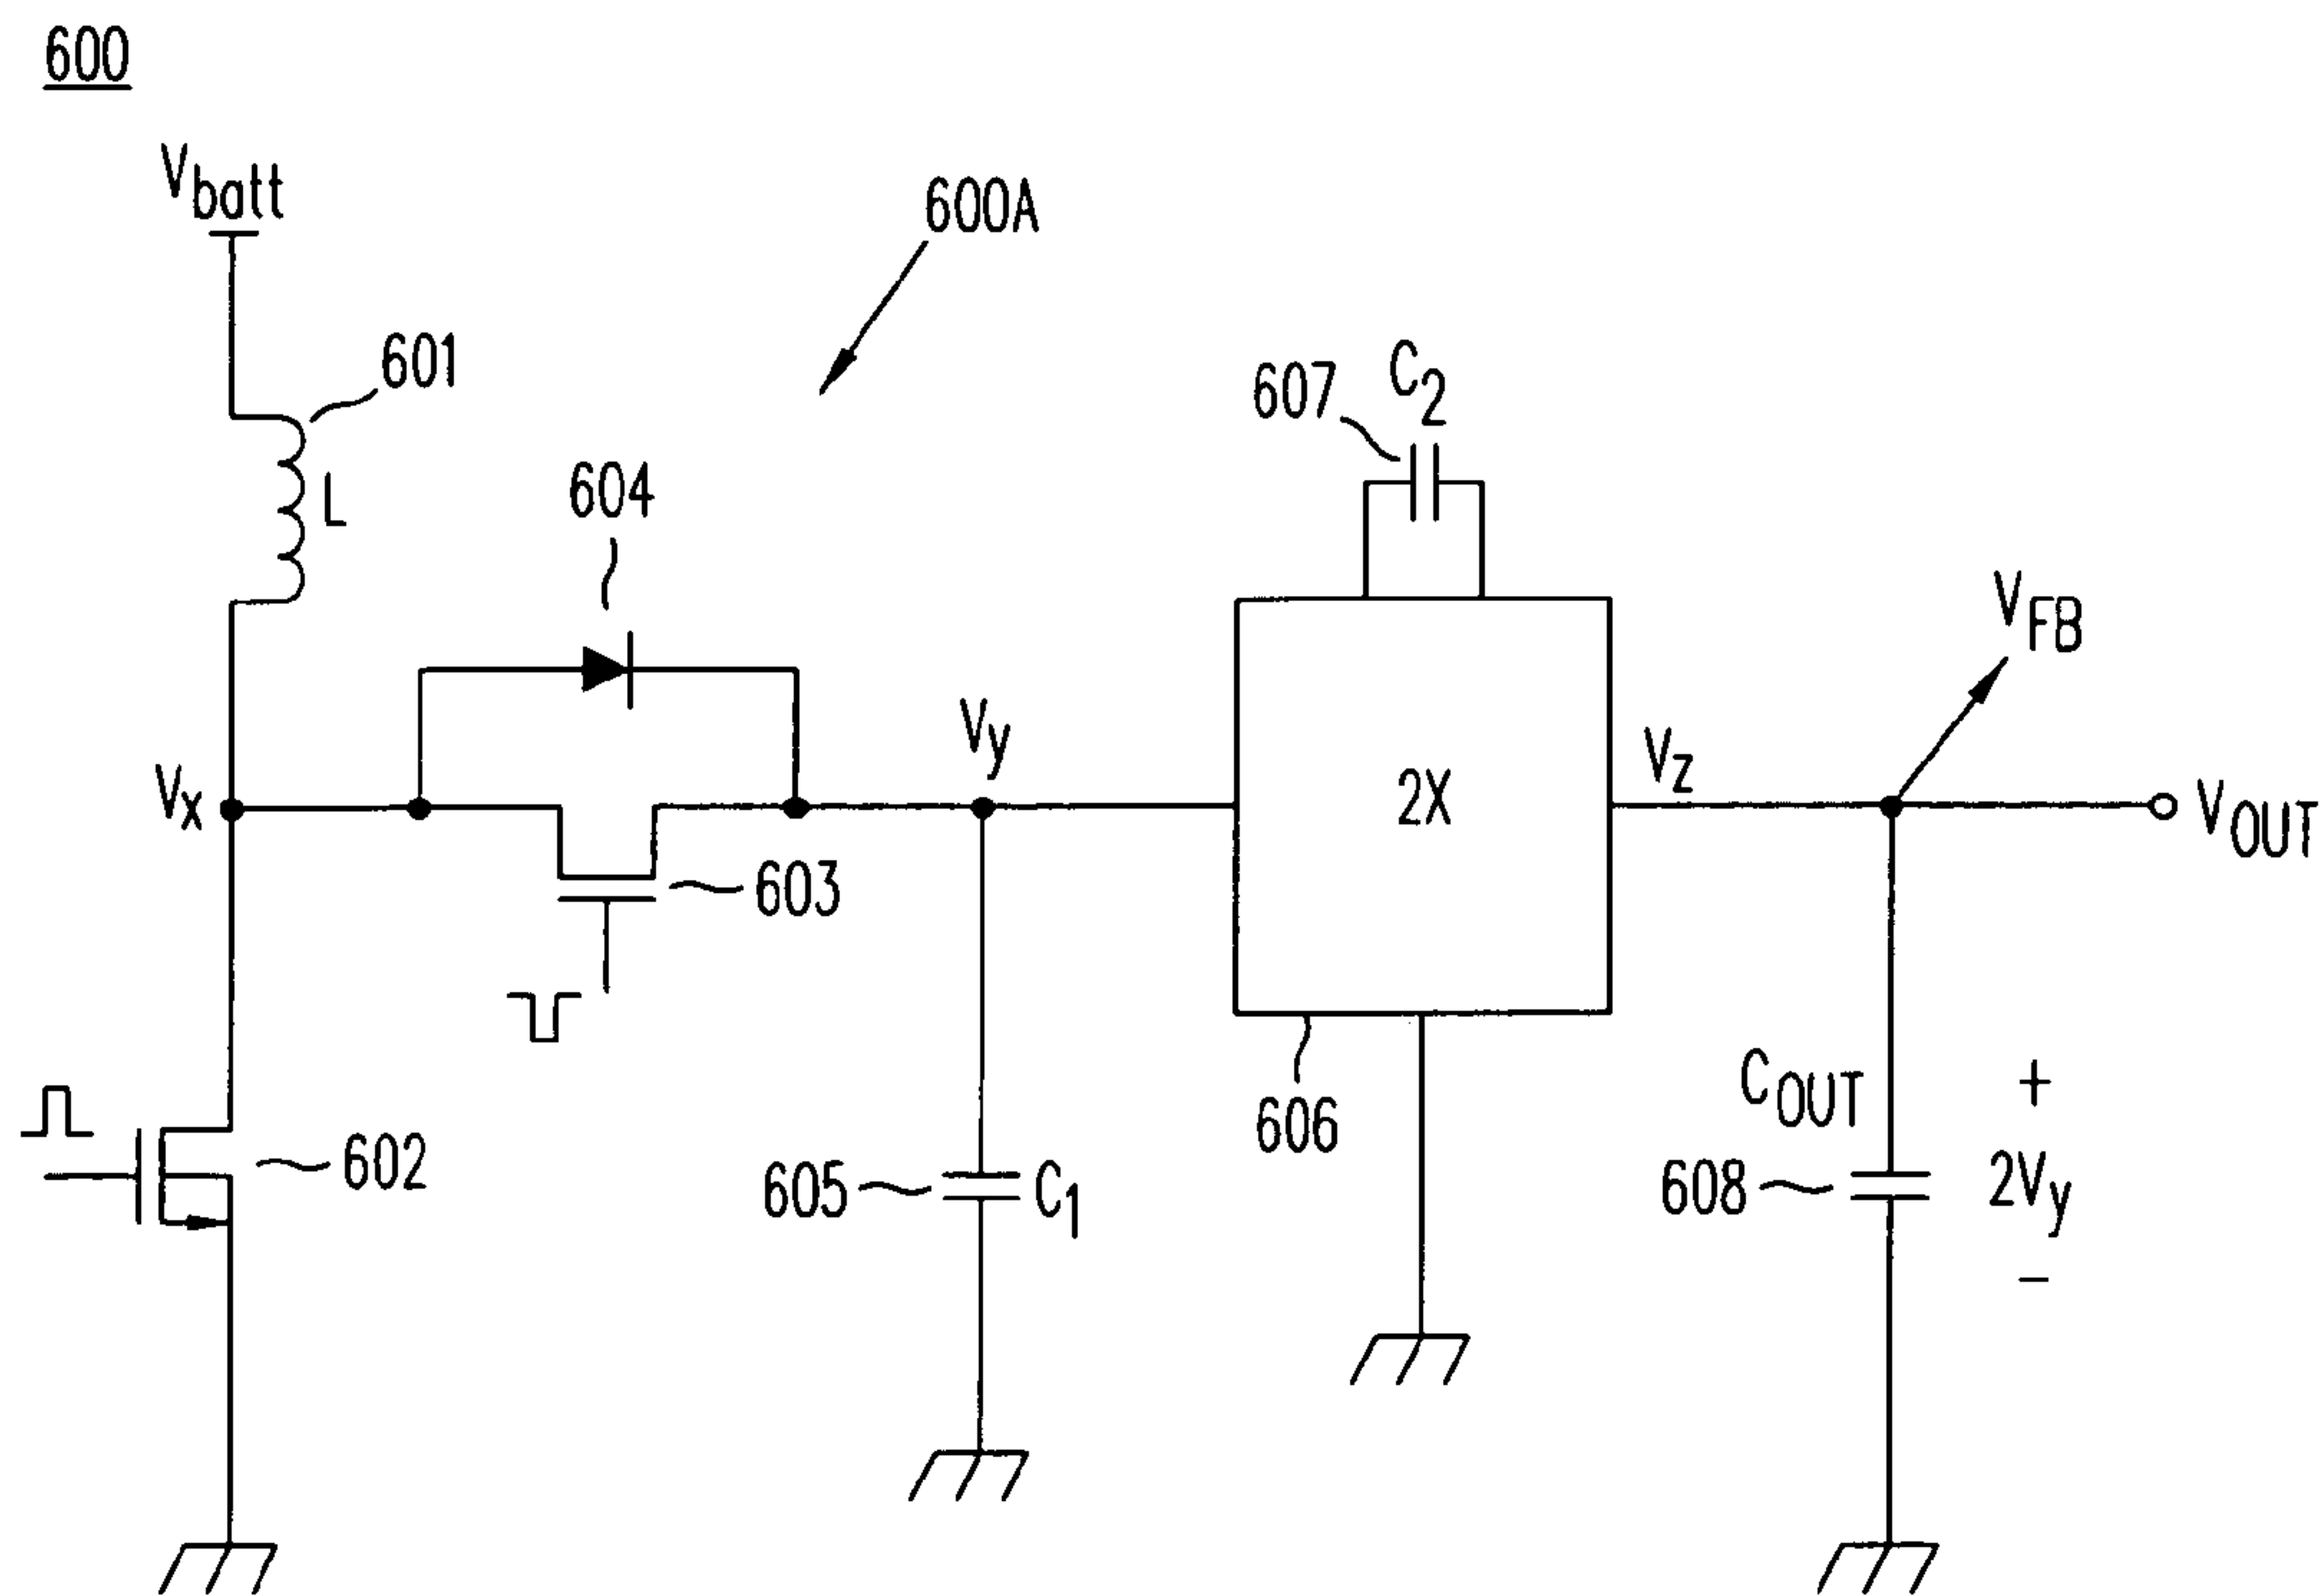 600
Vbatt
600A
601
L
604
607
C2
VFB
Vy
Vx
2X
Vz
VOUT
603
602
606
COUT
605
C1
608
+
2Vy
−